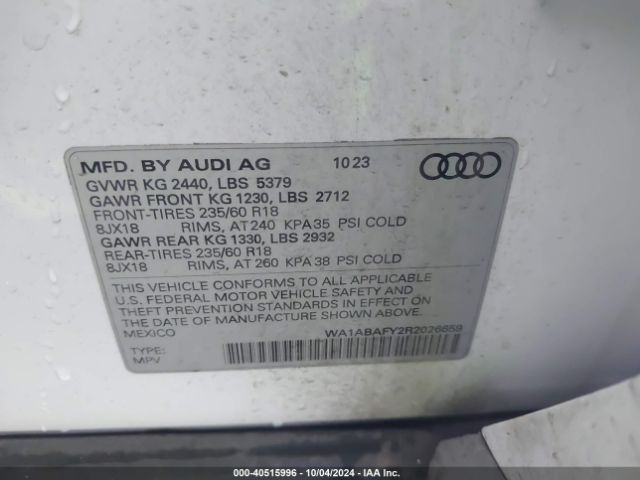 MFD. BY AUDI AG 10 23
GVWR KG 2440, LBS 5379
GAWR FRONT KG 1230, LBS 2712
FRONT-TIRES 235/60 R18
8JX18 RIMS, AT 240 KPA 35 PSI COLD
GAWR REAR KG 1330, LBS 2932
REAR-TIRES 235/60 R18
8JX18 RIMS, AT 260 KPA 38 PSI COLD
THIS VEHICLE CONFORMS TO ALL APPLICABLE
U.S. FEDERAL MOTOR VEHICLE SAFETY AND
THEFT PREVENTION STANDARDS IN EFFECT ON
THE DATE OF MANUFACTURE SHOWN ABOVE.
MEXICO WA1ABAFY2R2026659
TYPE:
MPV
000-40515996 - 10/04/2024 - IAA Inc.